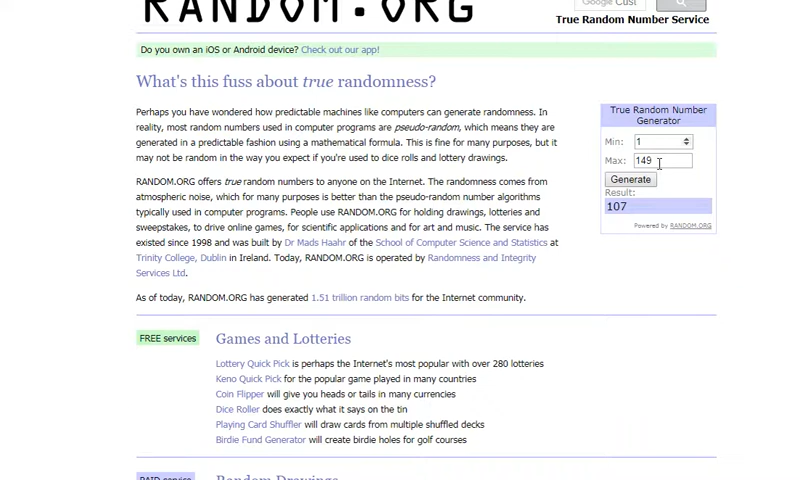 RANDOM.ORG
Google Cust
True Random Number Service
Do you own an iOS or Android device? Check out our app!
What's this fuss about true randomness?
Perhaps you have wondered how predictable machines like computers can generate randomness. In
reality, most random numbers used in computer programs are pseudo-random, which means they are
generated in a predictable fashion using a mathematical formula. This is fine for many purposes, but it
may not be random in the way you expect if you're used to dice rolls and lottery drawings.
RANDOM.ORG offers true random numbers to anyone on the Internet. The randomness comes from
atmospheric noise, which for many purposes is better than the pseudo-random number algorithms
typically used in computer programs. People use RANDOM.ORG for holding drawings, lotteries and
sweepstakes, to drive online games, for scientific applications and for art and music. The service has
existed since 1998 and was built by Dr Mads Haahr of the School of Computer Science and Statistics at
Trinity College, Dublin in Ireland. Today, RANDOM.ORG is operated by Randomness and Integrity
Services Ltd.
As of today, RANDOM.ORG has generated 1.51 trillion random bits for the Internet community.
True Random Number
Generator
Min: 1
Max: 149
Generate
Result:
107
Powered by RANDOM.ORG
FREE services
Games and Lotteries
Lottery Quick Pick is perhaps the Internet's most popular with over 280 lotteries
Keno Quick Pick for the popular game played in many countries
Coin Flipper will give you heads or tails in many currencies
Dice Roller does exactly what it says on the tin
Playing Card Shuffler will draw cards from multiple shuffled decks
Birdie Fund Generator will create birdie holes for golf courses
PAID service
Random Drawings